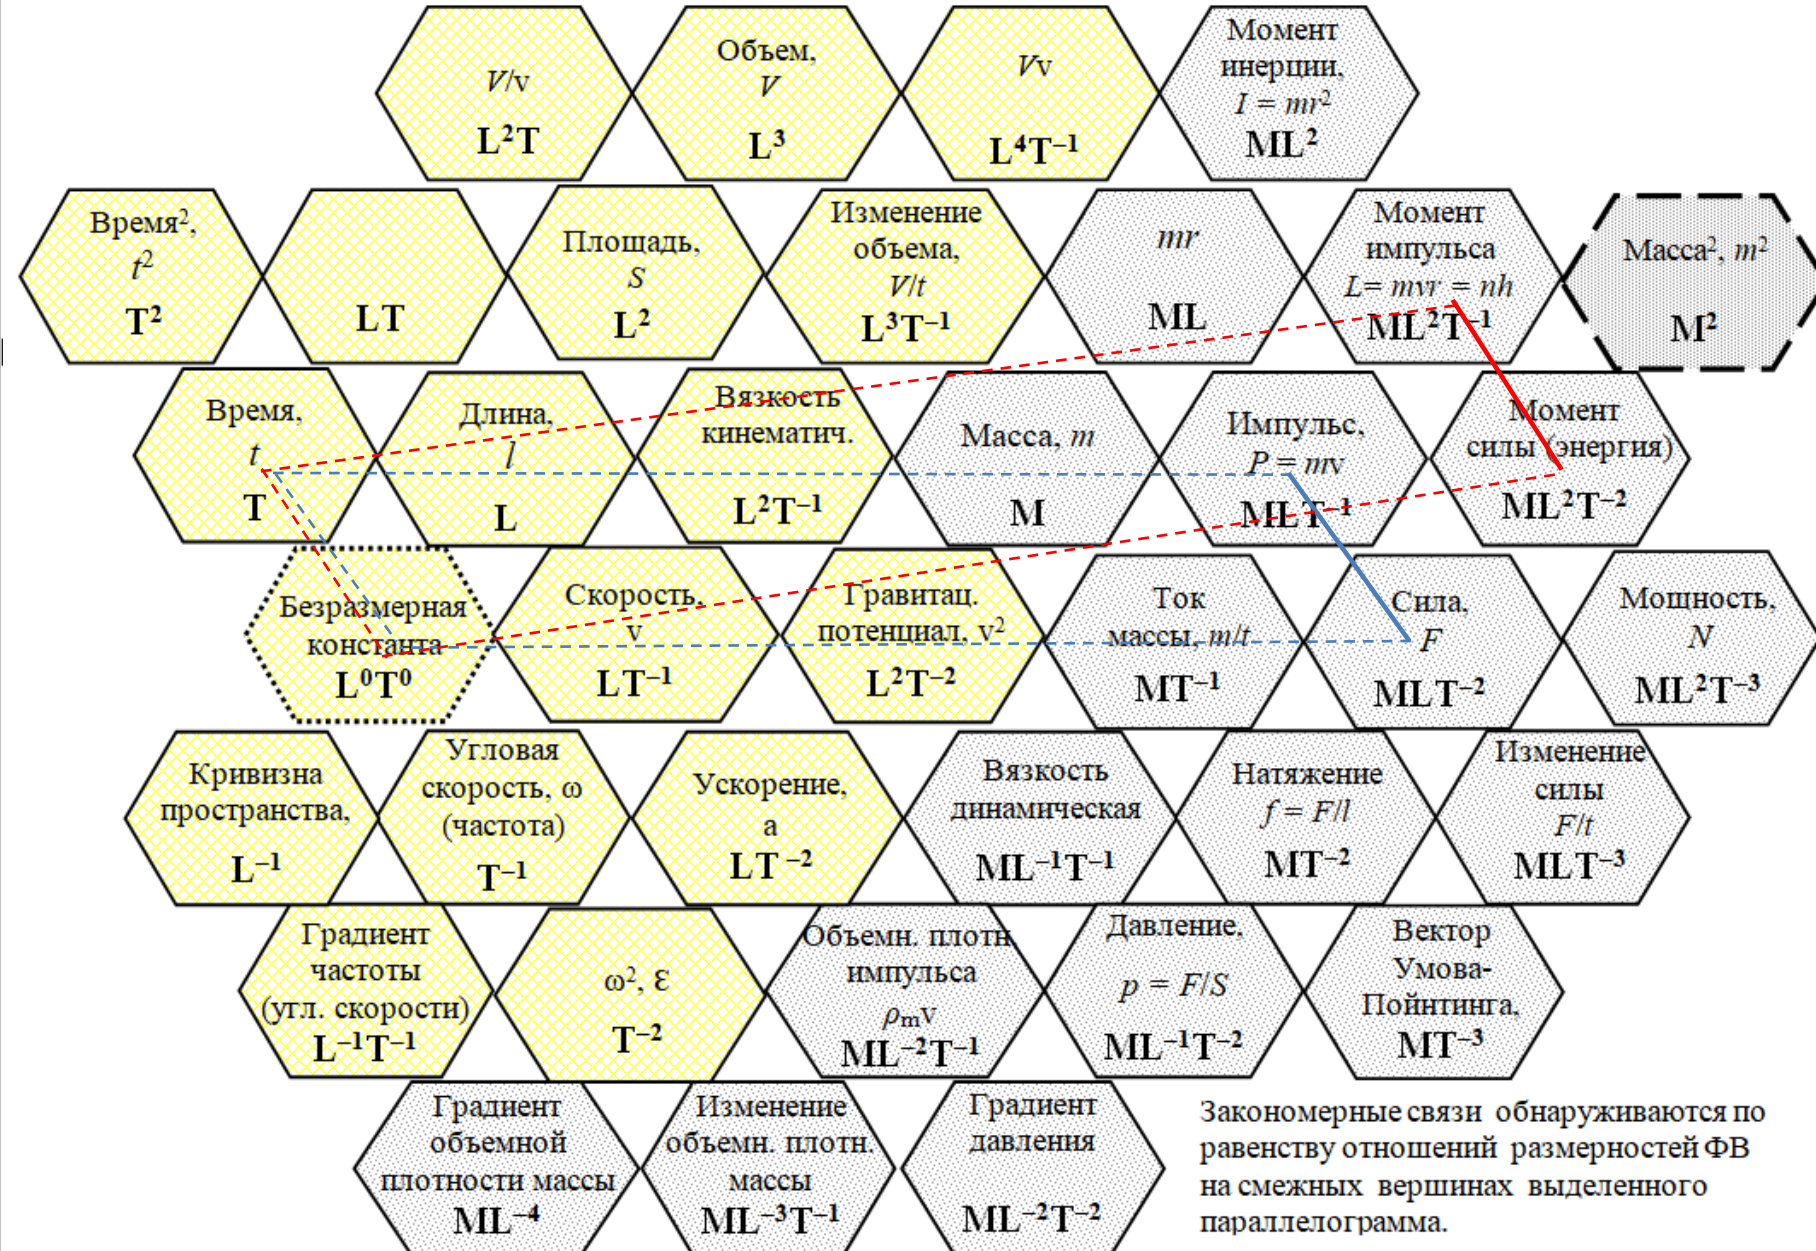 V/v
L²T
Объем,
V
L³
Vv
L⁴T⁻¹
Момент
инерции,
I = mr²
ML²
Время²,
t²
T²
LT
Площадь,
S
L²
Изменение
объема,
V/t
L³T⁻¹
mr
ML
Момент
импульса
L= mvr = nh
ML²T⁻¹
Масса², m²
M²
Время,
t
T
Длина,
l
L
Вязкость
кинематич.
L²T⁻¹
Масса, m
M
Импульс,
P = mv
MLT⁻¹
Момент
силы (энергия)
ML²T⁻²
Безразмерная
константа
L⁰T⁰
Скорость,
v
LT⁻¹
Гравитац.
потенциал, v²
L²T⁻²
Ток
массы, m/t
MT⁻¹
Сила,
F
MLT⁻²
Мощность,
N
ML²T⁻³
Кривизна
пространства,
L⁻¹
Угловая
скорость, ω
(частота)
T⁻¹
Ускорение,
a
LT⁻²
Вязкость
динамическая
ML⁻¹T⁻¹
Натяжение
f = F/l
MT⁻²
Изменение
силы
F/t
MLT⁻³
Градиент
частоты
(угл. скорости)
L⁻¹T⁻¹
ω², Ɛ
T⁻²
Объемн. плотн.
импульса
ρₘv
ML⁻²T⁻¹
Давление,
p = F/S
ML⁻¹T⁻²
Вектор
Умова-
Пойнтинга,
MT⁻³
Градиент
объемной
плотности массы
ML⁻⁴
Изменение
объемн. плотн.
массы
ML⁻³T⁻¹
Градиент
давления
ML⁻²T⁻²
Закономерные связи обнаруживаются по
равенству отношений размерностей ФВ
на смежных вершинах выделенного
параллелограмма.